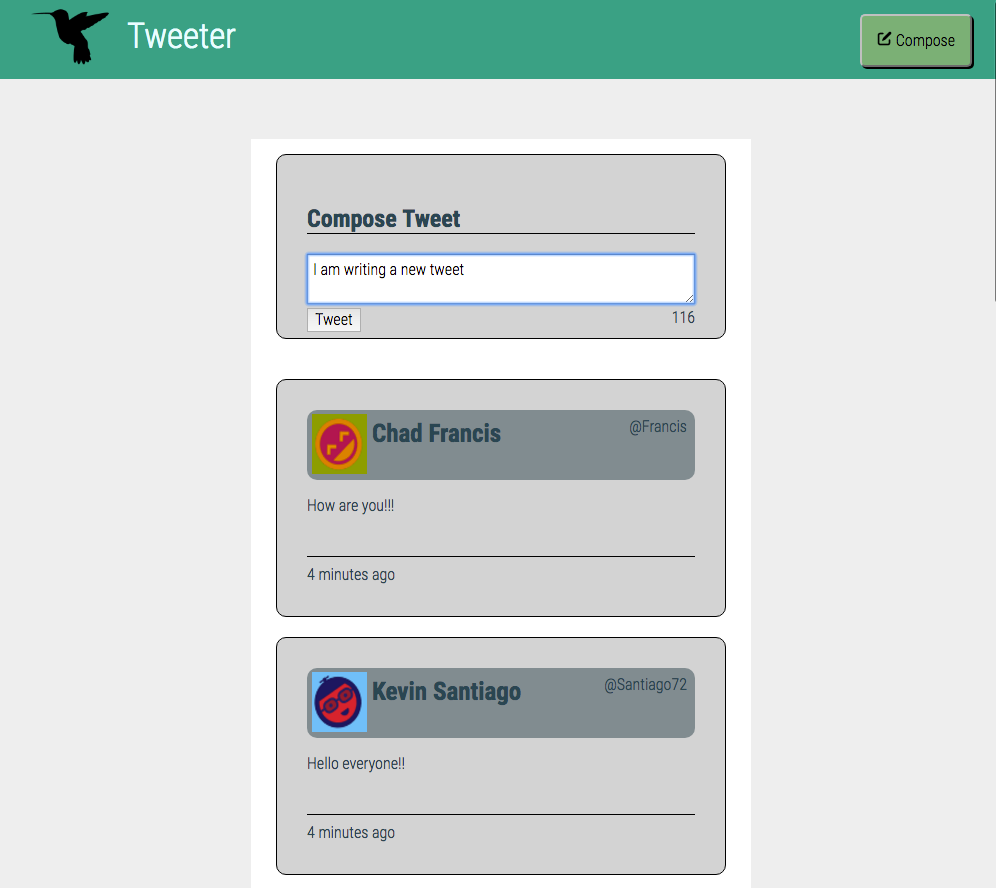 Tweeter
Compose
Compose Tweet
I am writing a new tweet
Tweet
116
Chad Francis
@Francis
How are you!!!
4 minutes ago
Kevin Santiago
@Santiago72
Hello everyone!!
4 minutes ago